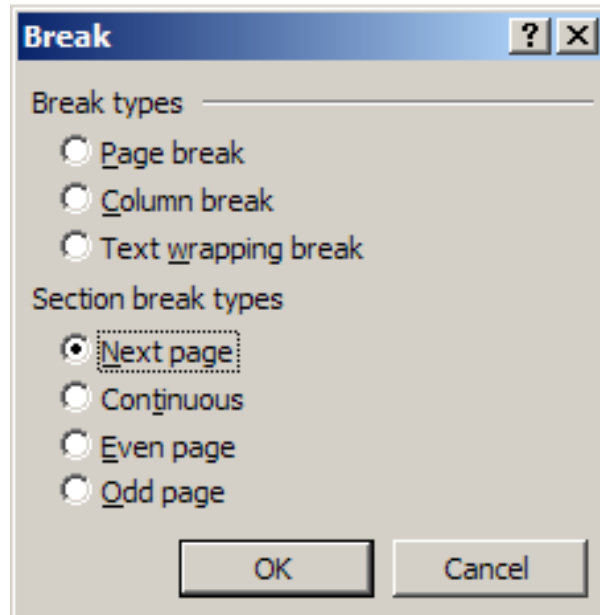 Break
Break types
Page break
Column break
Text wrapping break
Section break types
Next page
Continuous
Even page
Odd page
OK Cancel